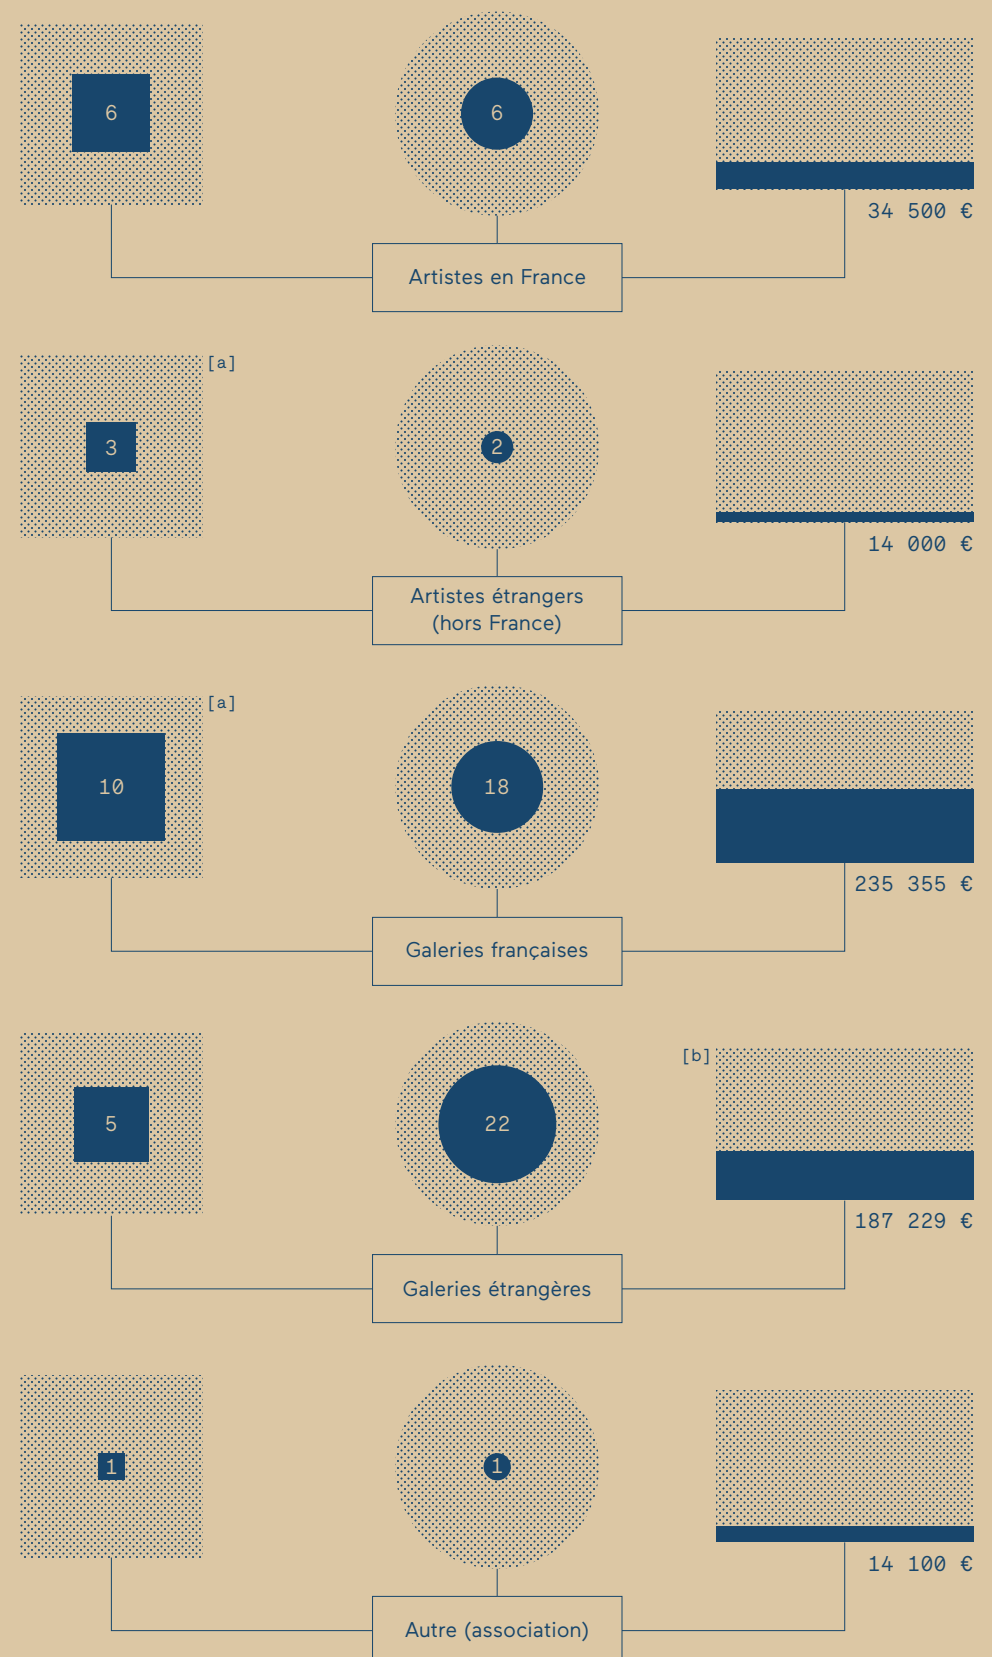 6
6
34 500 €
Artistes en France
[a]
3
2
14 000 €
Artistes étrangers
(hors France)
[a]
10
18
235 355 €
Galeries françaises
[b]
5
22
187 229 €
Galeries étrangères
1
1
14 100 €
Autre (association)